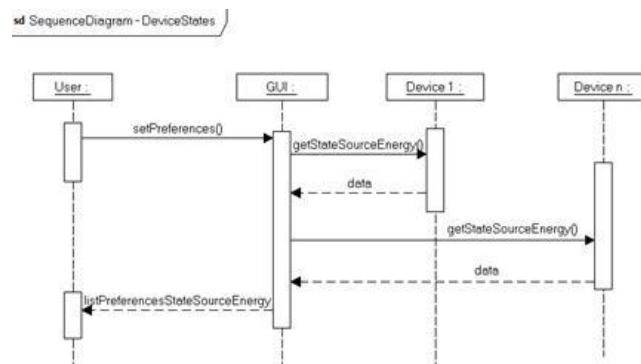 sd SequenceDiagram - DeviceStates
User :
GUI :
Device 1 :
Device n :
setPreferences()
getStateSourceEnergy()
data
getStateSourceEnergy()
data
listPreferencesStateSourceEnergy